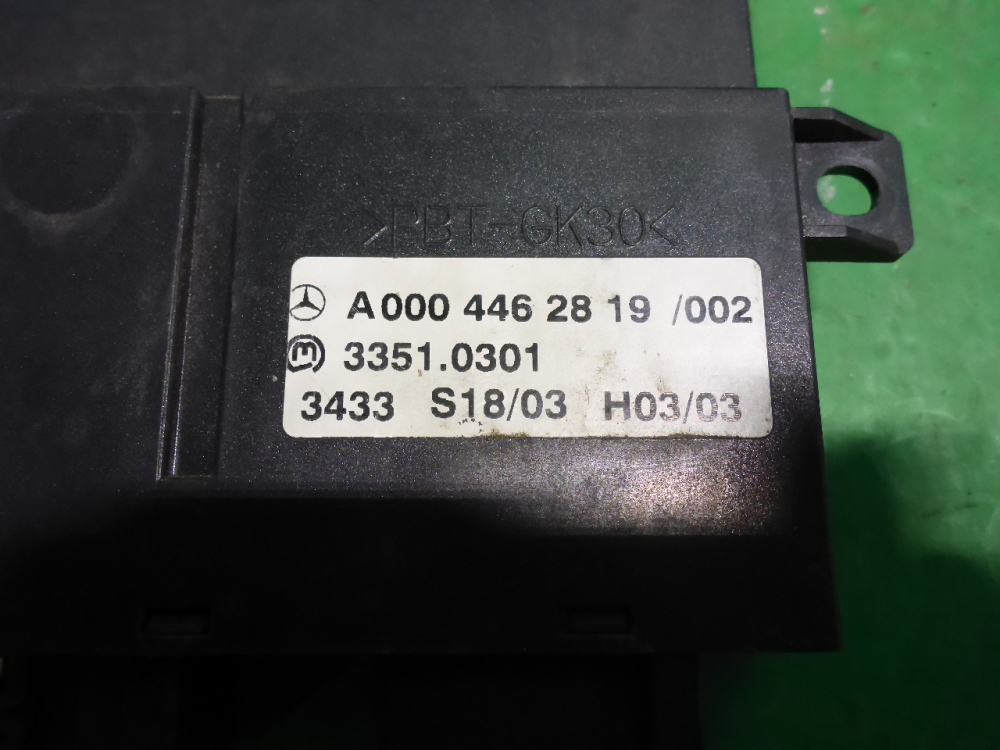 >PBT-GK30<
A000 446 28 19 /002
3351.0301
3433 S18/03 H03/03